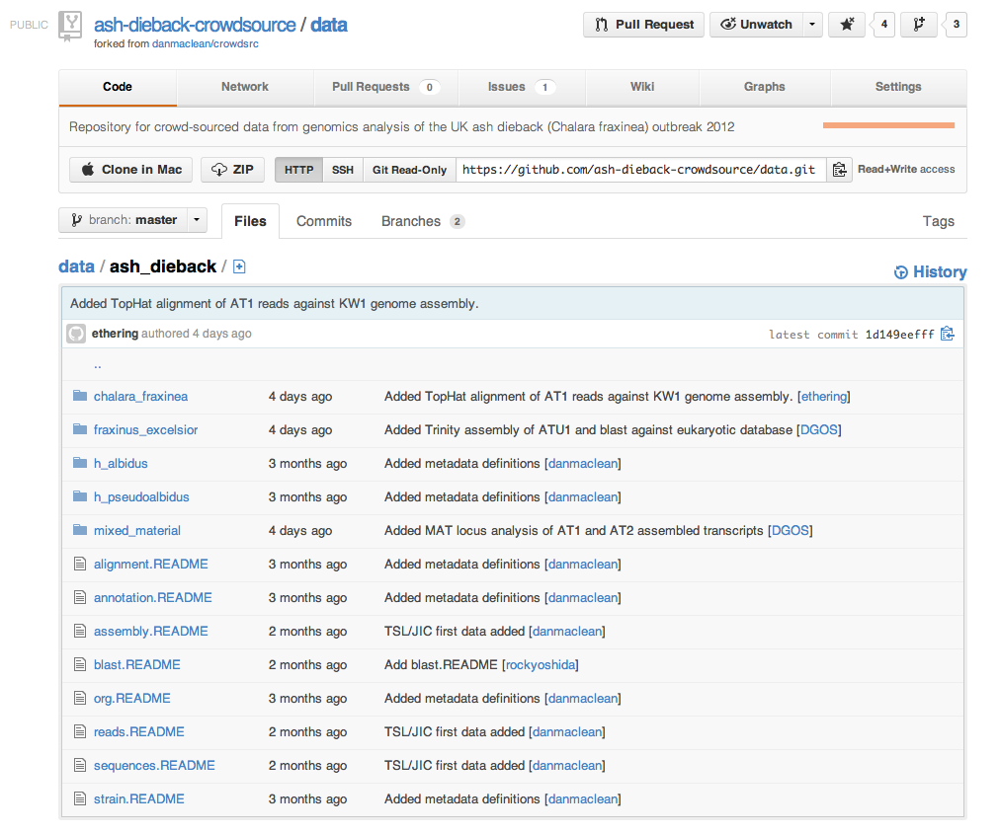 PUBLIC ash-dieback-crowdsource / data Pull Request Unwatch 4 3
forked from danmaclean/crowdsrc
Code Network Pull Requests 0 Issues 1 Wiki Graphs Settings
Repository for crowd-sourced data from genomics analysis of the UK ash dieback (Chalara fraxinea) outbreak 2012
Clone in Mac ZIP HTTP SSH Git Read-Only https://github.com/ash-dieback-crowdsource/data.git Read+Write access
branch: master Files Commits Branches 2 Tags
data / ash_dieback / History
Added TopHat alignment of AT1 reads against KW1 genome assembly.
ethering authored 4 days ago latest commit 1d149eefff
..
chalara_fraxinea 4 days ago Added TopHat alignment of AT1 reads against KW1 genome assembly. [ethering]
fraxinus_excelsior 4 days ago Added Trinity assembly of ATU1 and blast against eukaryotic database [DGOS]
h_albidus 3 months ago Added metadata definitions [danmaclean]
h_pseudoalbidus 3 months ago Added metadata definitions [danmaclean]
mixed_material 4 days ago Added MAT locus analysis of AT1 and AT2 assembled transcripts [DGOS]
alignment.README 3 months ago Added metadata definitions [danmaclean]
annotation.README 3 months ago Added metadata definitions [danmaclean]
assembly.README 2 months ago TSL/JIC first data added [danmaclean]
blast.README 2 months ago Add blast.README [rockyoshida]
org.README 3 months ago Added metadata definitions [danmaclean]
reads.README 2 months ago TSL/JIC first data added [danmaclean]
sequences.README 2 months ago TSL/JIC first data added [danmaclean]
strain.README 3 months ago Added metadata definitions [danmaclean]